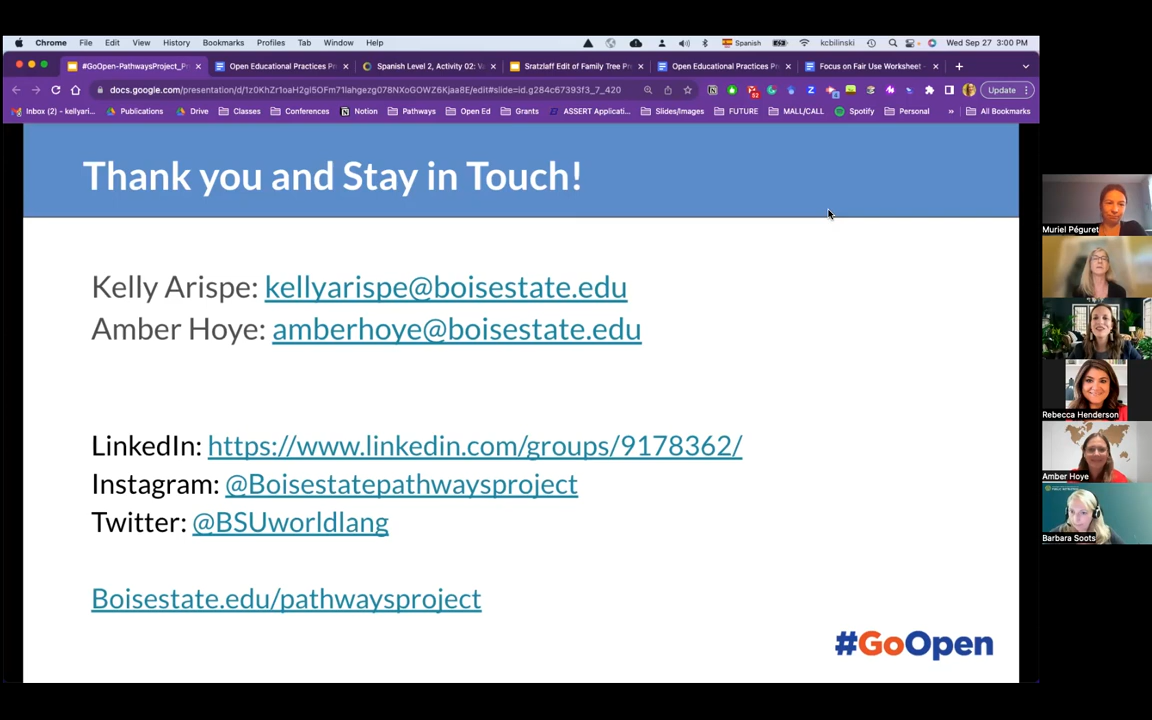 Chrome File Edit View History Bookmarks Profiles Tab Window Help Spanish kcbilinski Wed Sep 27 3:00 PM
#GoOpen-PathwaysProject_Pr Open Educational Practices Pr Spanish Level 2, Activity 02: Va Sratzlaff Edit of Family Tree Pre Open Educational Practices Pr Focus on Fair Use Worksheet -
docs.google.com/presentation/d/1z0KhZr1oaH2gl5OFm71lahgezg078NXoGOWZ6Kjaa8E/edit#slide=id.g284c67393f3_7_420 Update
Inbox (2) - kellyari... Publications Drive Classes Conferences Notion Pathways Open Ed Grants ASSERT Applicati... Slides/Images FUTURE MALL/CALL Spotify Personal » All Bookmarks
Thank you and Stay in Touch!
Kelly Arispe: kellyarispe@boisestate.edu
Amber Hoye: amberhoye@boisestate.edu
LinkedIn: https://www.linkedin.com/groups/9178362/
Instagram: @Boisestatepathwaysproject
Twitter: @BSUworldlang
Boisestate.edu/pathwaysproject
#GoOpen
Muriel Péguret
Rebecca Henderson
Amber Hoye
Barbara Soots